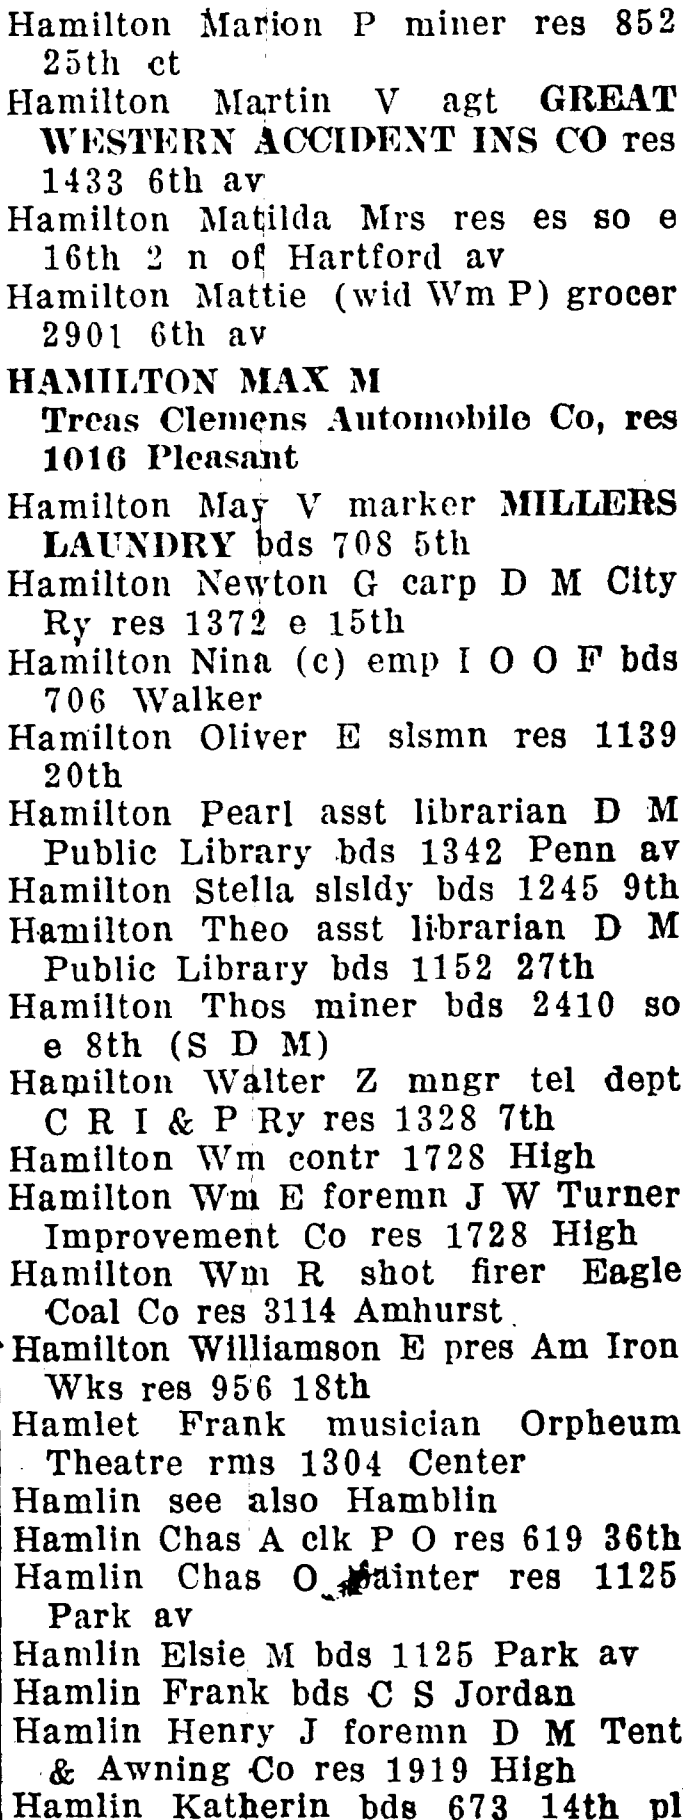 Hamilton Marion P miner res 852
25th ct
Hamilton Martin V agt GREAT
WESTERN ACCIDENT INS CO res
1433 6th av
Hamilton Matilda Mrs res es so e
16th 2 n of Hartford av
Hamilton Mattie (wid Wm P) grocer
2901 6th av
HAMILTON MAX M
Treas Clemens Automobile Co, res
1016 Pleasant
Hamilton May V marker MILLERS
LAUNDRY bds 708 5th
Hamilton Newton G carp D M City
Ry res 1372 e 15th
Hamilton Nina (c) emp I O O F bds
706 Walker
Hamilton Oliver E slsmn res 1139
20th
Hamilton Pearl asst librarian D M
Public Library bds 1342 Penn av
Hamilton Stella slsldy bds 1245 9th
Hamilton Theo asst librarian D M
Public Library bds 1152 27th
Hamilton Thos miner bds 2410 so
e 8th (S D M)
Hamilton Walter Z mngr tel dept
C R I & P Ry res 1328 7th
Hamilton Wm contr 1728 High
Hamilton Wm E foremn J W Turner
Improvement Co res 1728 High
Hamilton Wm R shot firer Eagle
Coal Co res 3114 Amhurst
Hamilton Williamson E pres Am Iron
Wks res 956 18th
Hamlet Frank musician Orpheum
Theatre rms 1304 Center
Hamlin see also Hamblin
Hamlin Chas A clk P O res 619 36th
Hamlin Chas O painter res 1125
Park av
Hamlin Elsie M bds 1125 Park av
Hamlin Frank bds C S Jordan
Hamlin Henry J foremn D M Tent
& Awning Co res 1919 High
Hamlin Katherin bds 673 14th pl